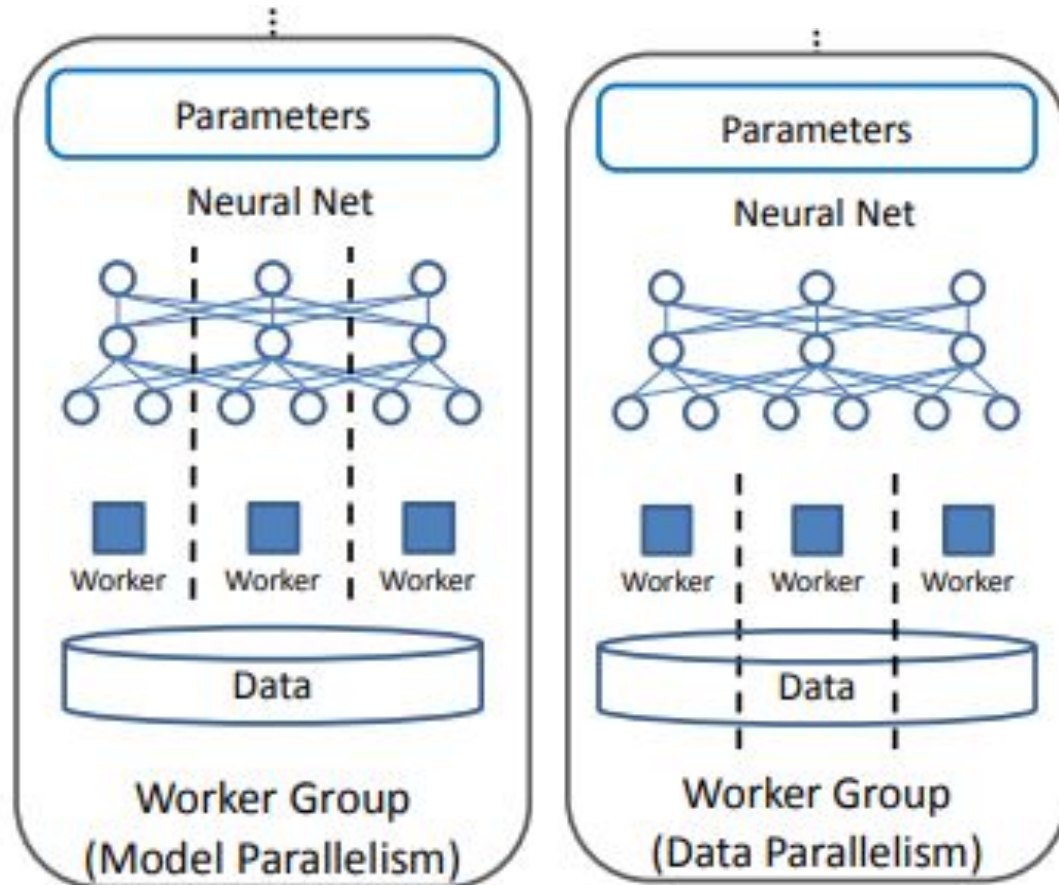 Parameters
Neural Net
Worker Worker Worker
Data
Worker Group
(Model Parallelism)
Parameters
Neural Net
Worker Worker Worker
Data
Worker Group
(Data Parallelism)